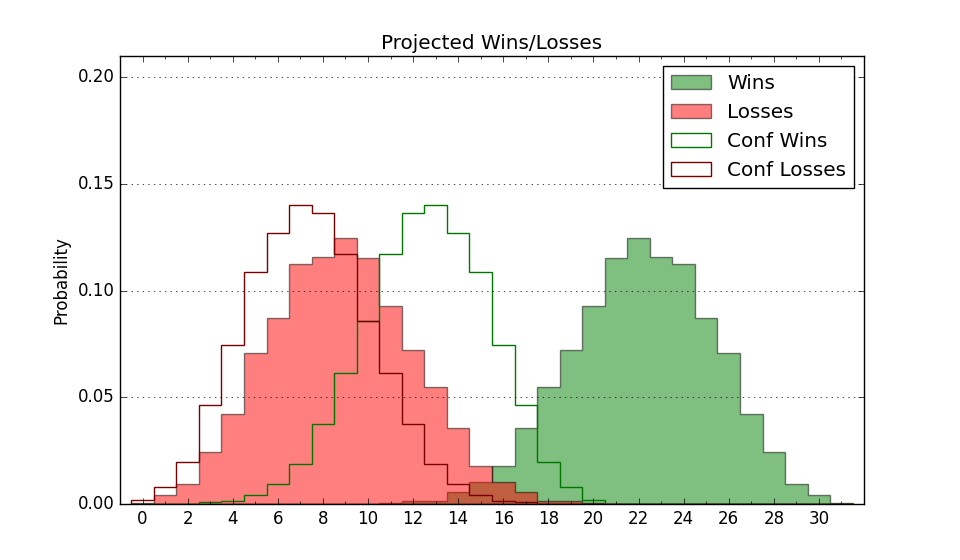 Projected Wins/Losses
Wins
Losses
Conf Wins
Conf Losses
Probability
0.20
0.15
0.10
0.05
0.00
0 2 4 6 8 10 12 14 16 18 20 22 24 26 28 30